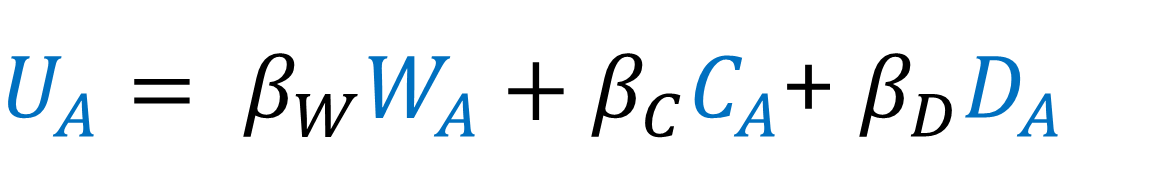 U_A = β_W W_A + β_C C_A + β_D D_A